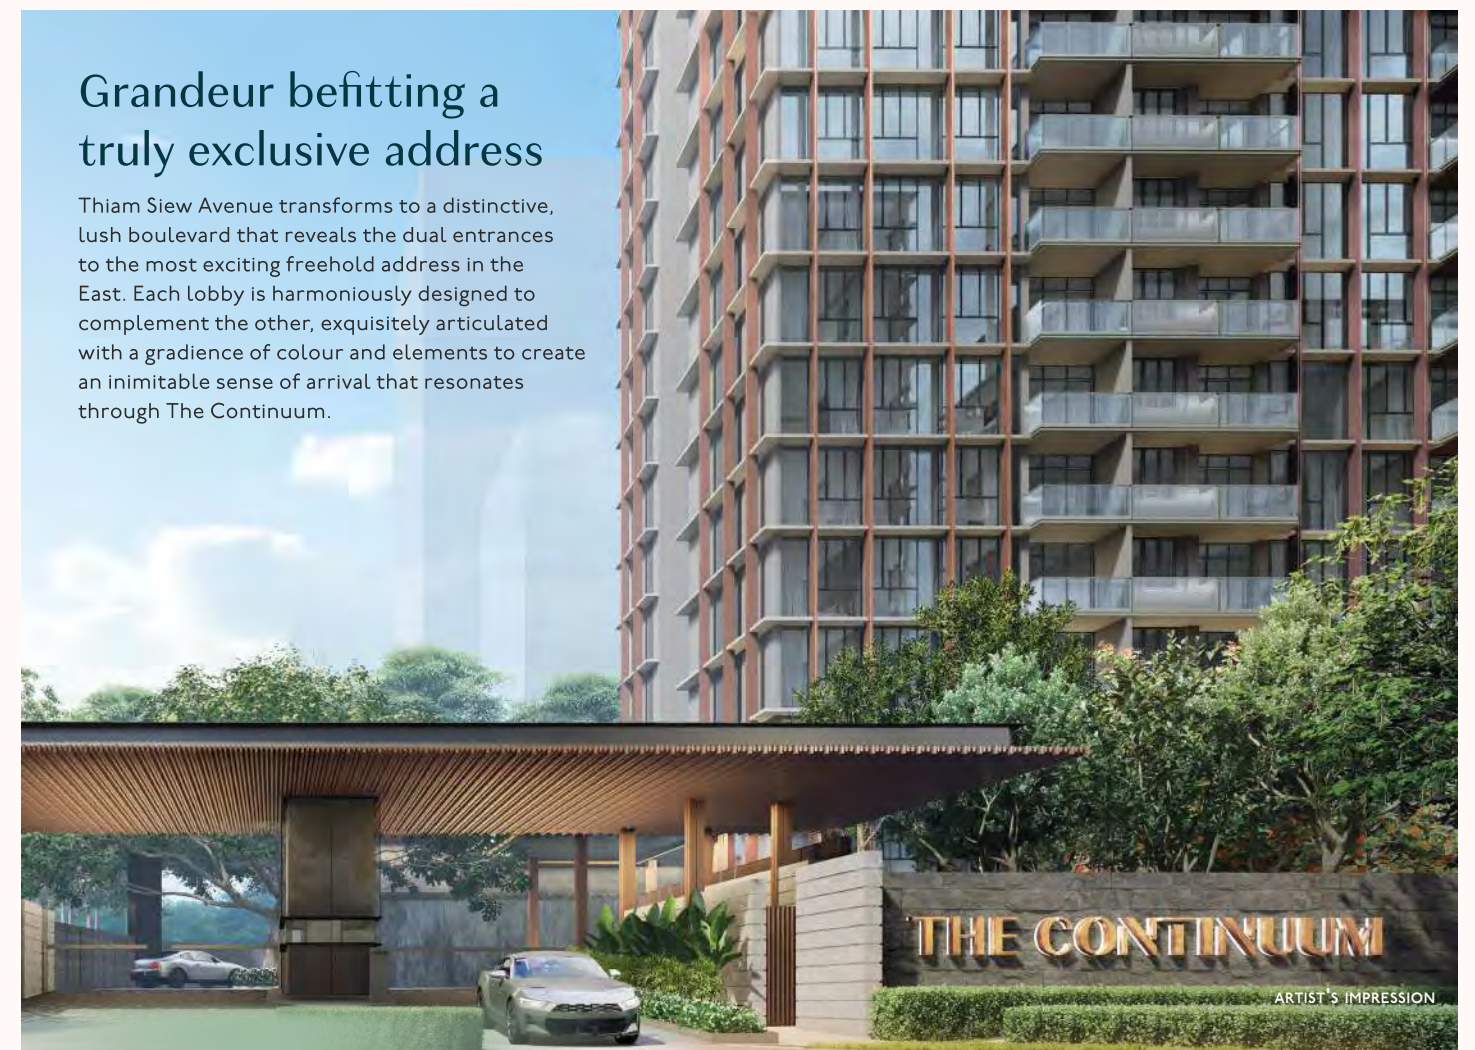 Grandeur befitting a
truly exclusive address
Thiam Siew Avenue transforms to a distinctive,
lush boulevard that reveals the dual entrances
to the most exciting freehold address in the
East. Each lobby is harmoniously designed to
complement the other, exquisitely articulated
with a gradience of colour and elements to create
an inimitable sense of arrival that resonates
through The Continuum.
THE CONTINUUM
ARTIST'S IMPRESSION